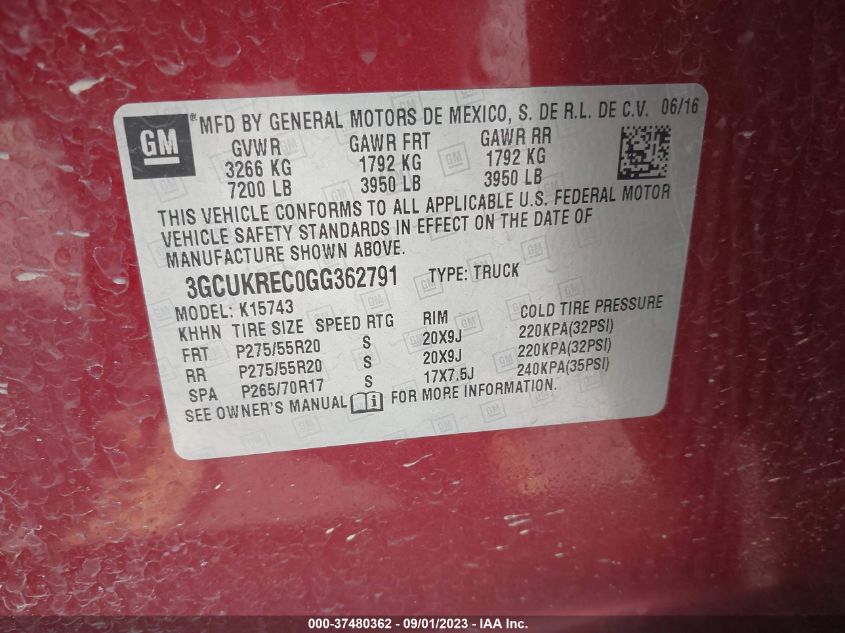 GM
MFD BY GENERAL MOTORS DE MEXICO, S. DE R.L. DE C.V. 06/16
GVWR GAWR FRT GAWR RR
3266 KG 1792 KG 1792 KG
7200 LB 3950 LB 3950 LB
THIS VEHICLE CONFORMS TO ALL APPLICABLE U.S. FEDERAL MOTOR
VEHICLE SAFETY STANDARDS IN EFFECT ON THE DATE OF
MANUFACTURE SHOWN ABOVE.
3GCUKREC0GG362791 TYPE: TRUCK
MODEL: K15743
KHHN TIRE SIZE SPEED RTG RIM COLD TIRE PRESSURE
FRT P275/55R20 S 20X9J 220KPA(32PSI)
RR P275/55R20 S 20X9J 220KPA(32PSI)
SPA P265/70R17 S 17X7.5J 240KPA(35PSI)
SEE OWNER'S MANUAL FOR MORE INFORMATION.
000-37480362 - 09/01/2023 - IAA Inc.